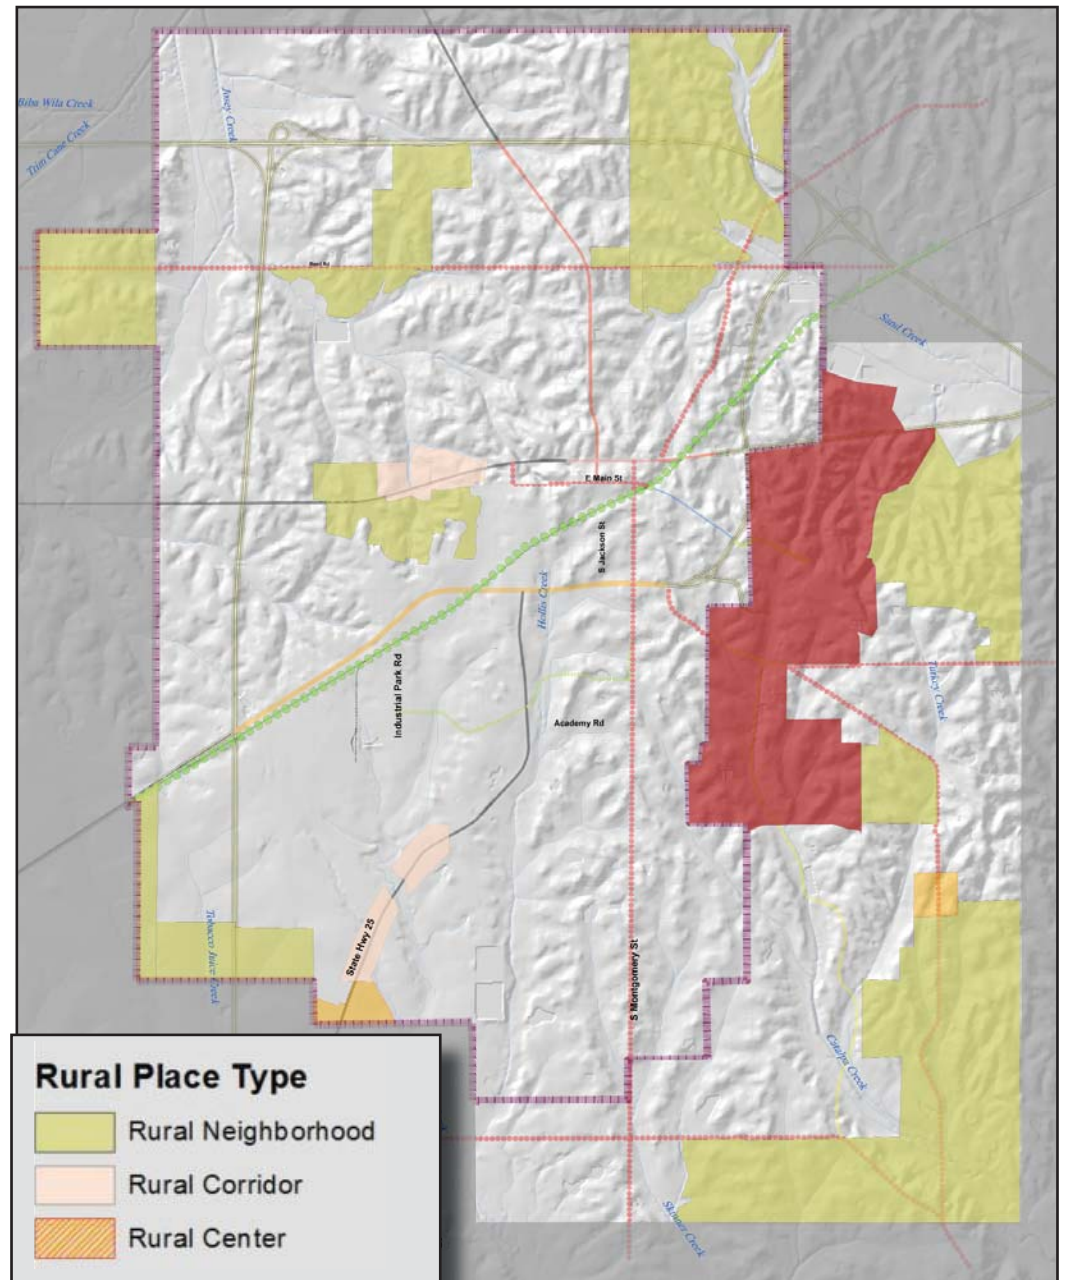 Biba Wila Creek
Trim Cane Creek
Josey Creek
Sand Creek
E Main St
S Jackson St
Hollis Creek
Industrial Park Rd
Academy Rd
Turkey Creek
State Hwy 25
Tobacco Juice Creek
S Montgomery St
Catalpa Creek
Skinner Creek
Rural Place Type
Rural Neighborhood
Rural Corridor
Rural Center